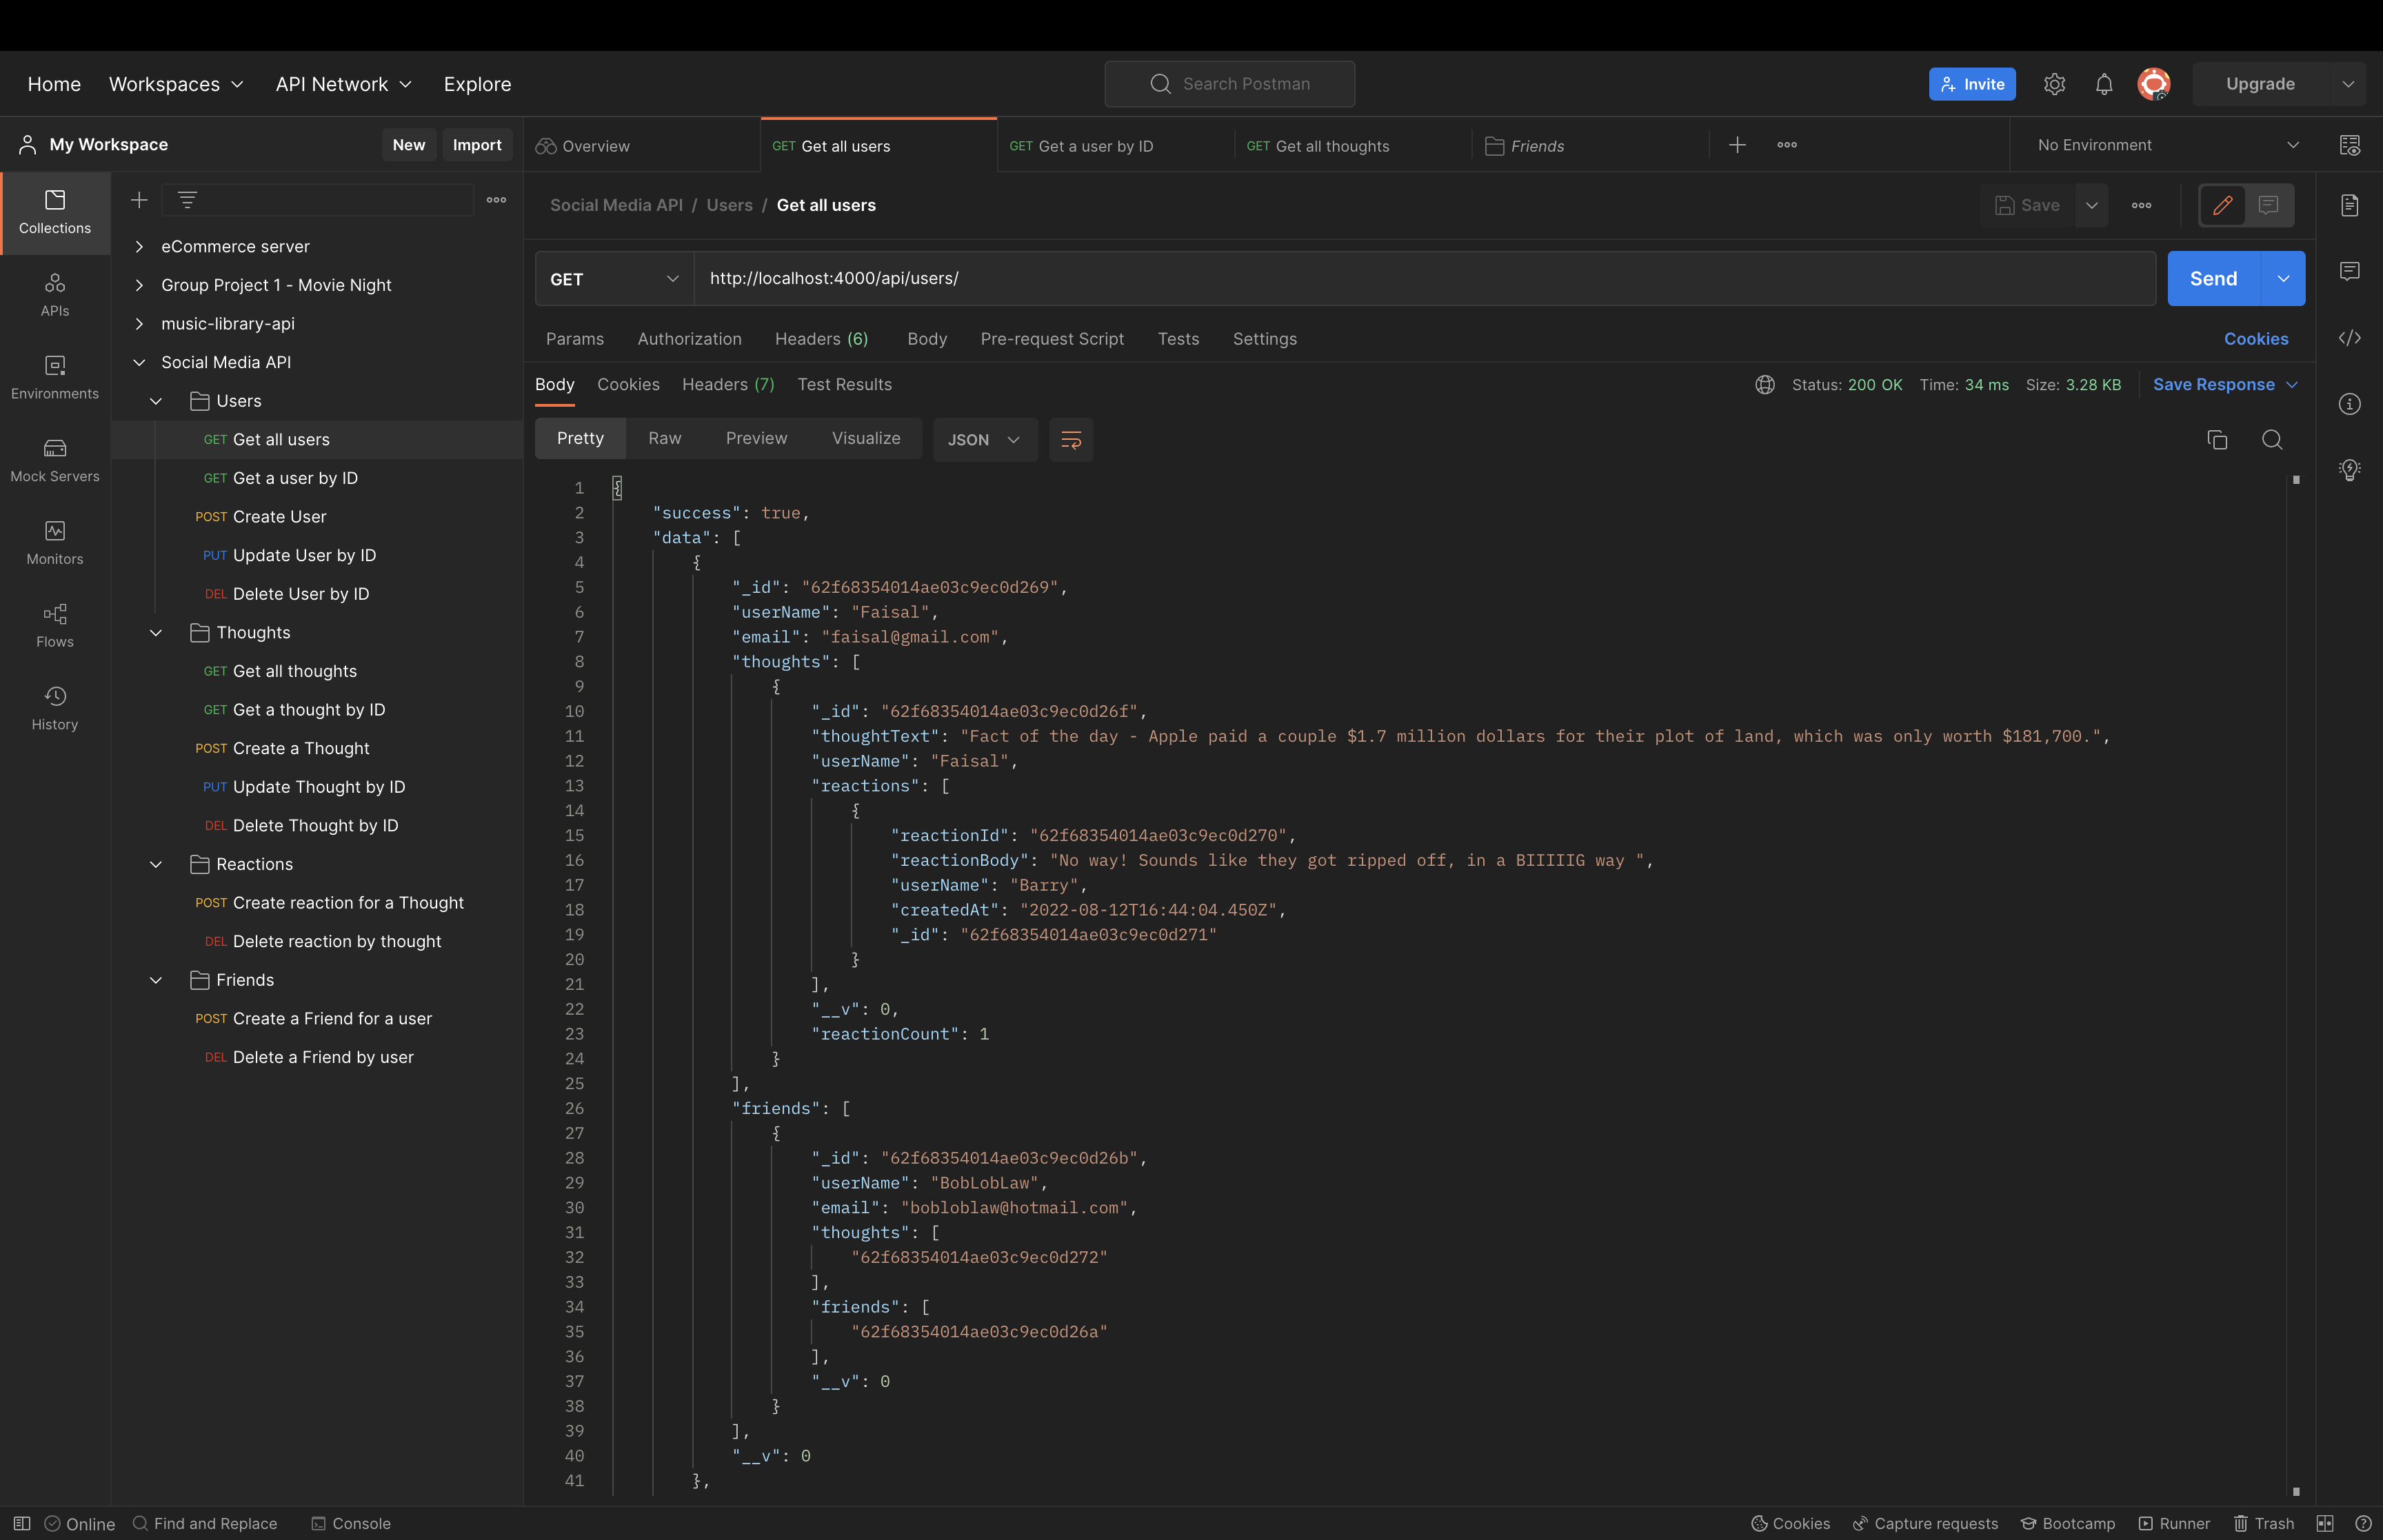 Home Workspaces API Network Explore Search Postman Invite Upgrade
My Workspace New Import Overview GET Get all users GET Get a user by ID GET Get all thoughts Friends No Environment
Collections
APIs
Environments
Mock Servers
Monitors
Flows
History
eCommerce server
Group Project 1 - Movie Night
music-library-api
Social Media API
Users
GET Get all users
GET Get a user by ID
POST Create User
PUT Update User by ID
DEL Delete User by ID
Thoughts
GET Get all thoughts
GET Get a thought by ID
POST Create a Thought
PUT Update Thought by ID
DEL Delete Thought by ID
Reactions
POST Create reaction for a Thought
DEL Delete reaction by thought
Friends
POST Create a Friend for a user
DEL Delete a Friend by user
Social Media API / Users / Get all users Save
GET http://localhost:4000/api/users/ Send
Params Authorization Headers (6) Body Pre-request Script Tests Settings Cookies
Body Cookies Headers (7) Test Results Status: 200 OK Time: 34 ms Size: 3.28 KB Save Response
Pretty Raw Preview Visualize JSON
1 {
2 "success": true,
3 "data": [
4 {
5 "_id": "62f68354014ae03c9ec0d269",
6 "userName": "Faisal",
7 "email": "faisal@gmail.com",
8 "thoughts": [
9 {
10 "_id": "62f68354014ae03c9ec0d26f",
11 "thoughtText": "Fact of the day - Apple paid a couple $1.7 million dollars for their plot of land, which was only worth $181,700.",
12 "userName": "Faisal",
13 "reactions": [
14 {
15 "reactionId": "62f68354014ae03c9ec0d270",
16 "reactionBody": "No way! Sounds like they got ripped off, in a BIIIIIG way ",
17 "userName": "Barry",
18 "createdAt": "2022-08-12T16:44:04.450Z",
19 "_id": "62f68354014ae03c9ec0d271"
20 }
21 ],
22 "__v": 0,
23 "reactionCount": 1
24 }
25 ],
26 "friends": [
27 {
28 "_id": "62f68354014ae03c9ec0d26b",
29 "userName": "BobLobLaw",
30 "email": "bobloblaw@hotmail.com",
31 "thoughts": [
32 "62f68354014ae03c9ec0d272"
33 ],
34 "friends": [
35 "62f68354014ae03c9ec0d26a"
36 ],
37 "__v": 0
38 }
39 ],
40 "__v": 0
41 },
Online Find and Replace Console Cookies Capture requests Bootcamp Runner Trash